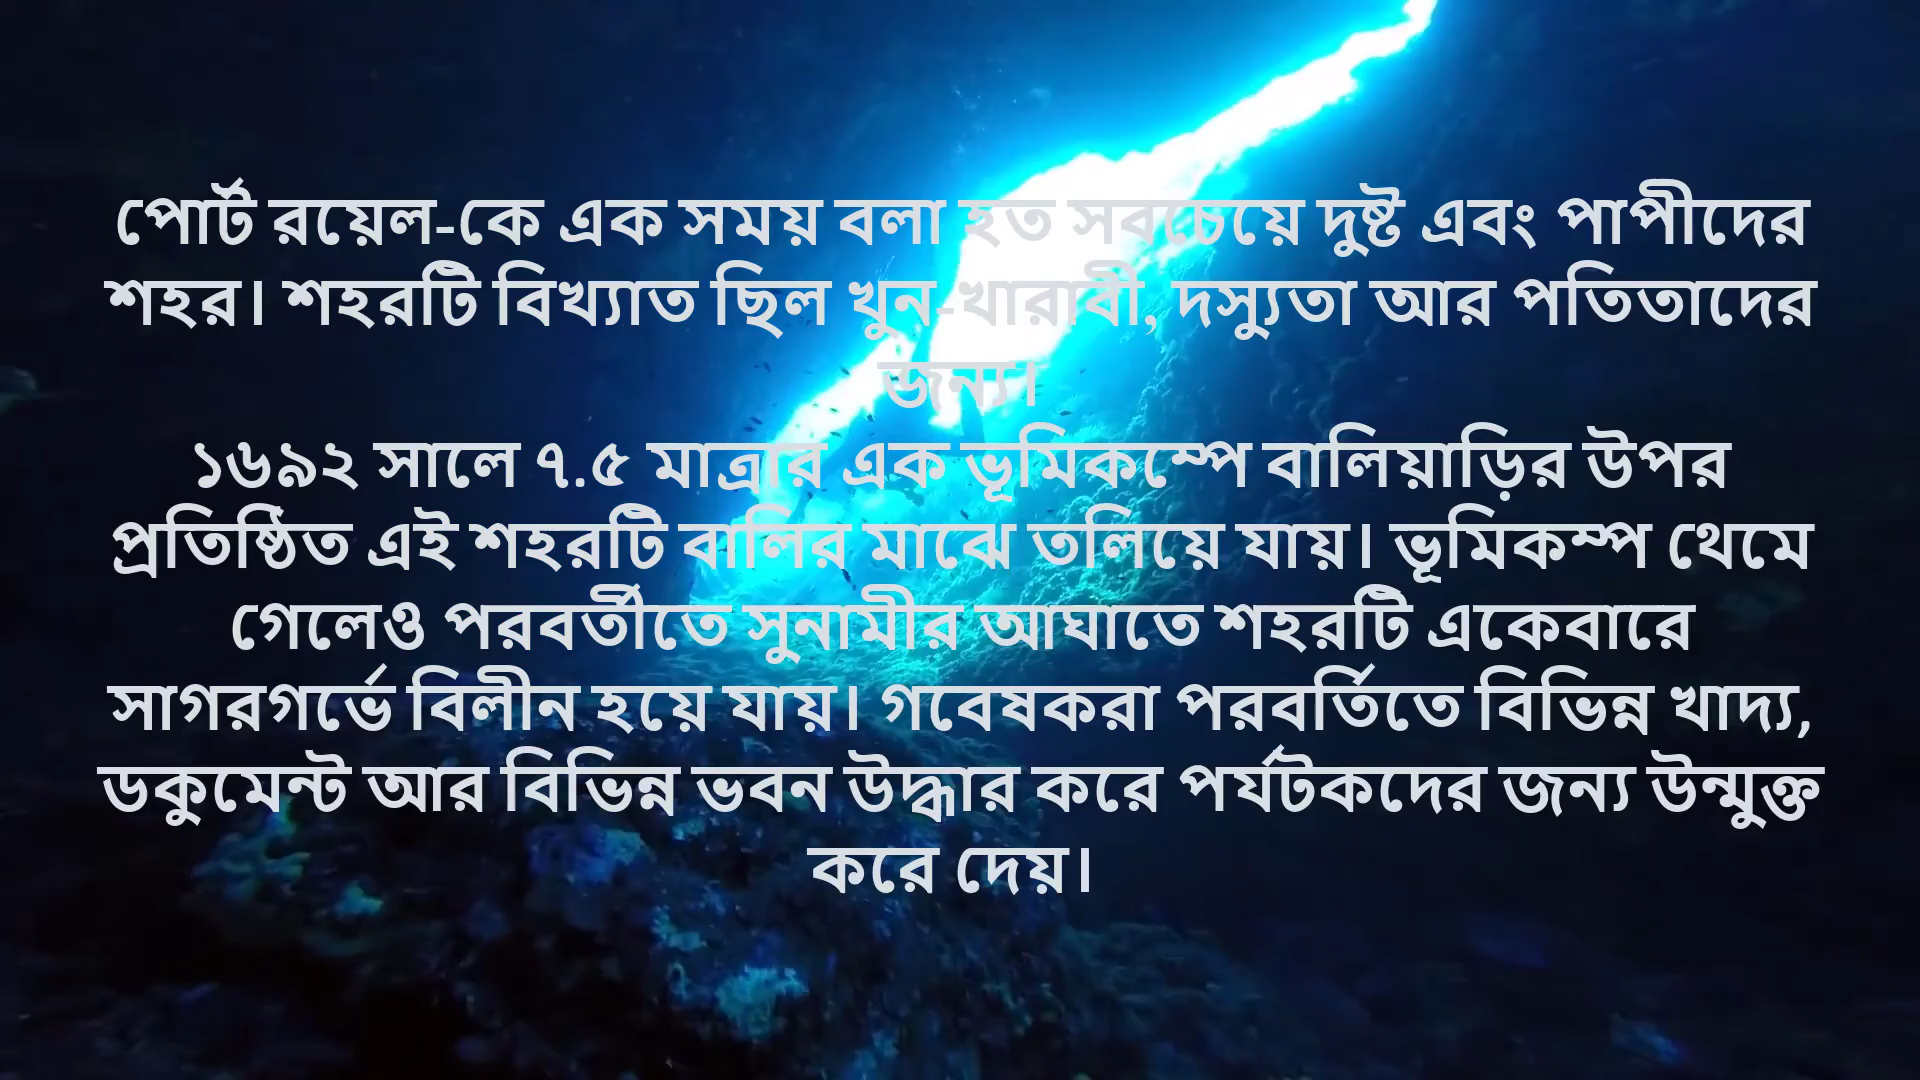 পোর্ট রয়েল-কে এক সময় বলা হত সবচেয়ে দুষ্ট এবং পাপীদের
শহর। শহরটি বিখ্যাত ছিল খুন-খারাবী, দস্যুতা আর পতিতাদের
জন্য।
১৬৯২ সালে ৭.৫ মাত্রার এক ভূমিকম্পে বালিয়াড়ির উপর
প্রতিষ্ঠিত এই শহরটি বালির মাঝে তলিয়ে যায়। ভূমিকম্প থেমে
গেলেও পরবর্তীতে সুনামীর আঘাতে শহরটি একেবারে
সাগরগর্ভে বিলীন হয়ে যায়। গবেষকরা পরবর্তিতে বিভিন্ন খাদ্য,
ডকুমেন্ট আর বিভিন্ন ভবন উদ্ধার করে পর্যটকদের জন্য উন্মুক্ত
করে দেয়।